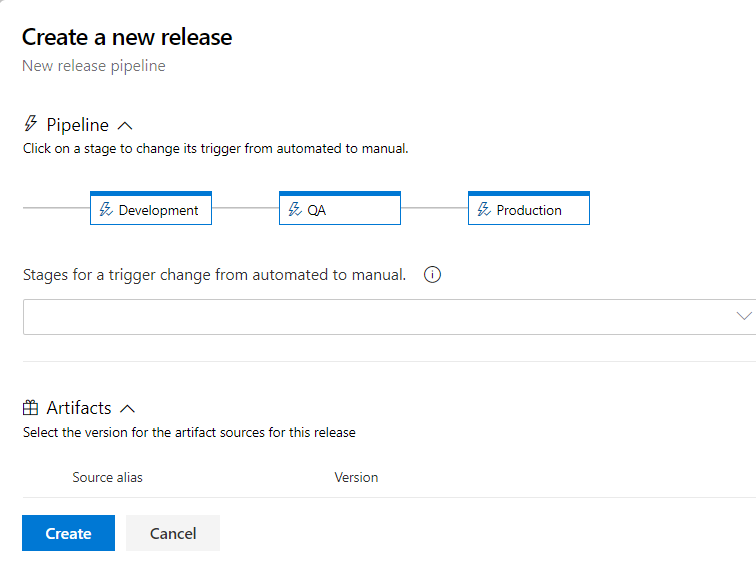 Create a new release
New release pipeline
Pipeline
Click on a stage to change its trigger from automated to manual.
Development QA Production
Stages for a trigger change from automated to manual.
Artifacts
Select the version for the artifact sources for this release
Source alias Version
Create Cancel